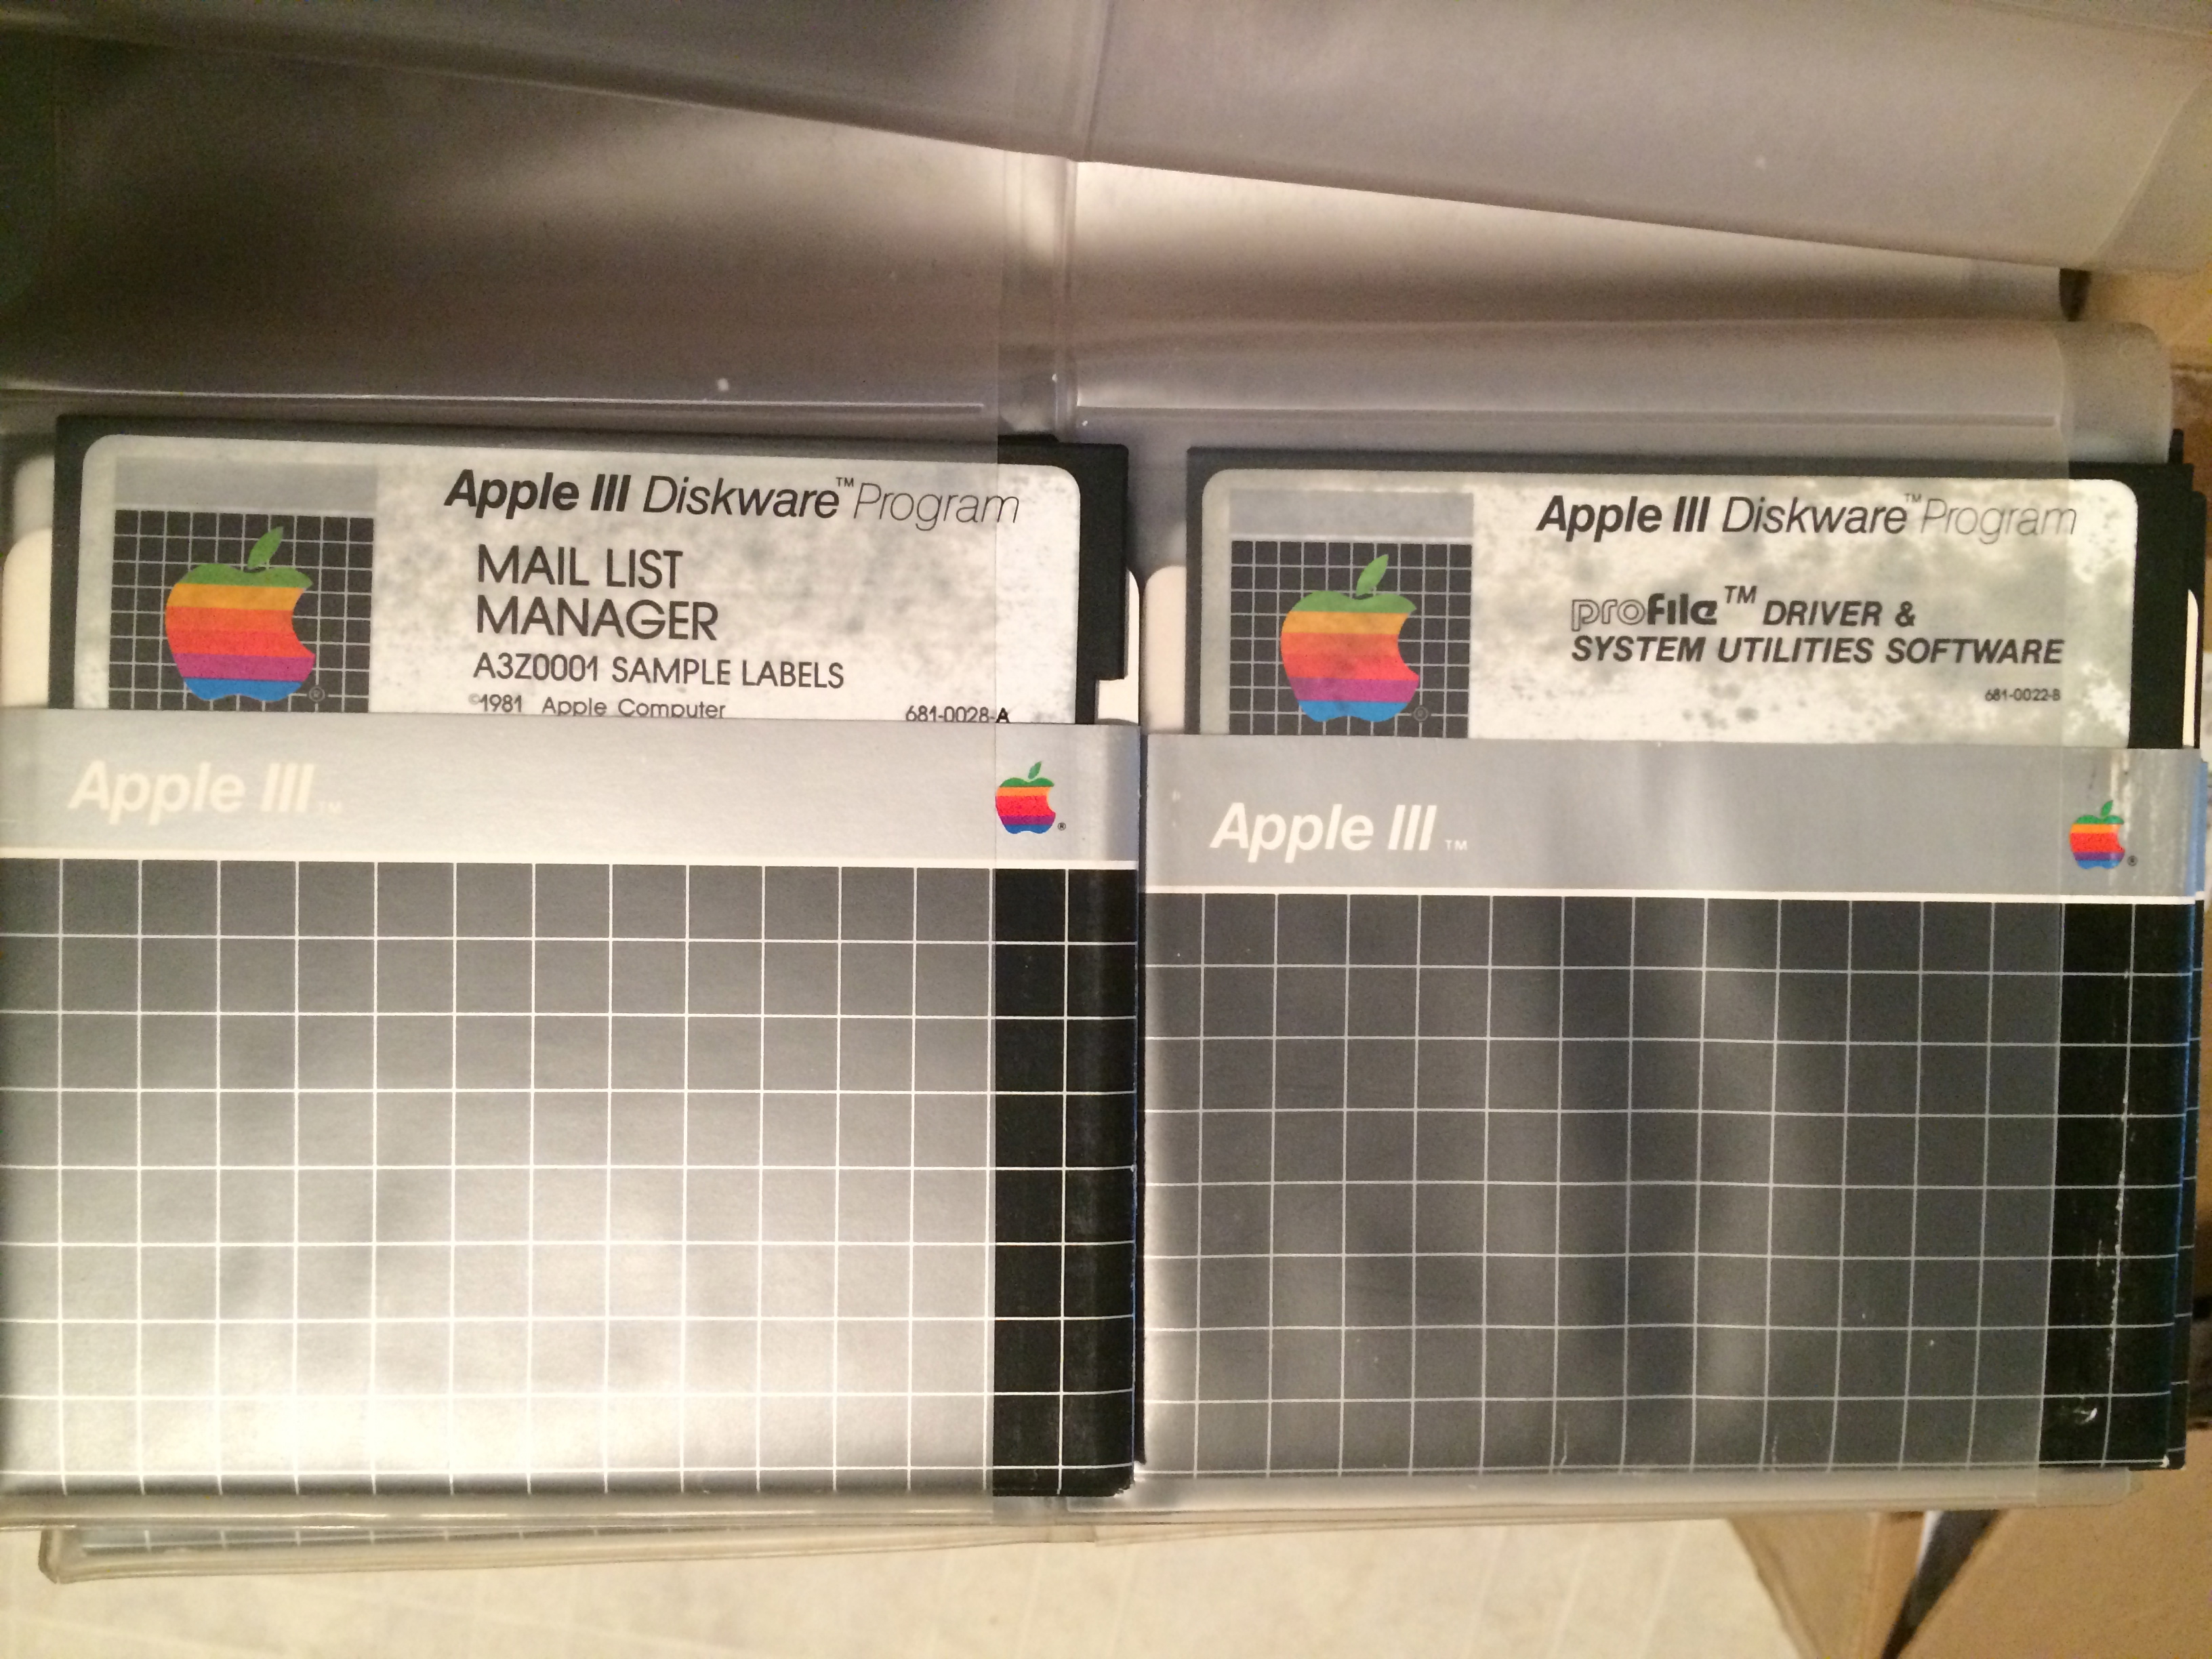 Apple III Diskware™ Program
MAIL LIST
MANAGER
A3Z0001 SAMPLE LABELS
©1981 Apple Computer 681-0028-A
Apple III™
®
®
Apple III Diskware™ Program
profile™ DRIVER &
SYSTEM UTILITIES SOFTWARE
681-0022-B
®
Apple III™
®